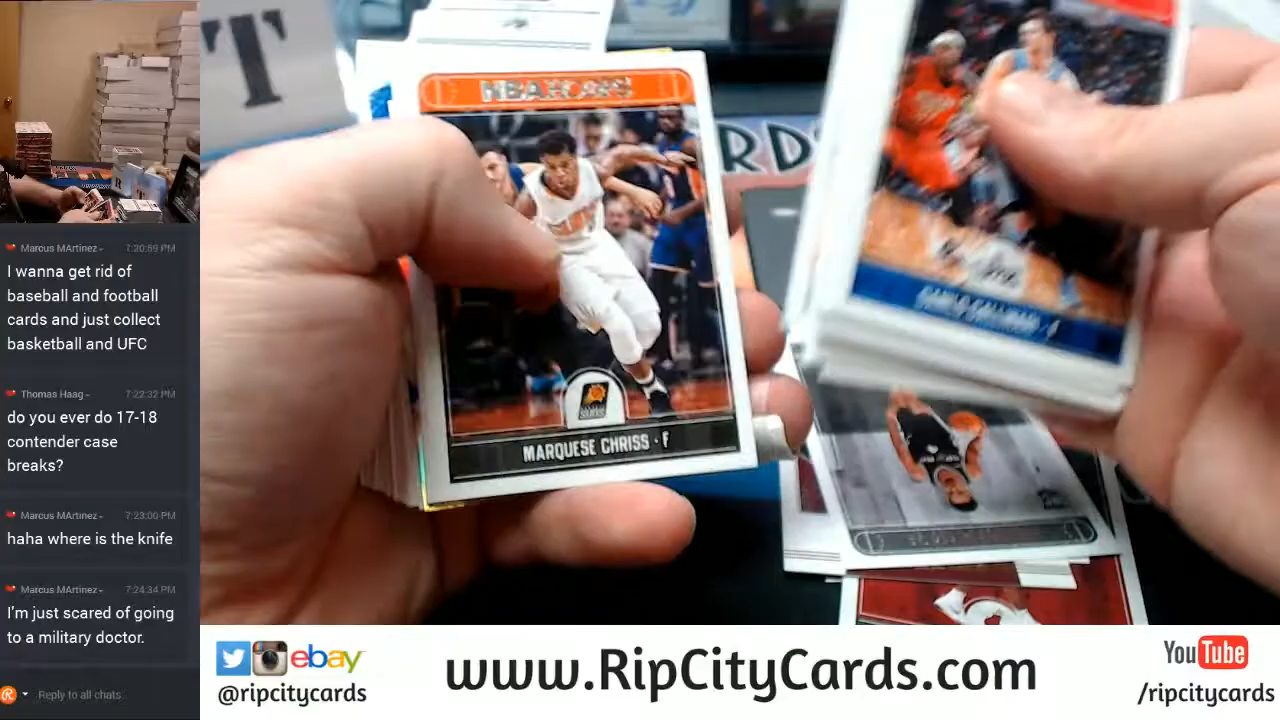 Marcus MArtinez- 7:20:59 PM
I wanna get rid of
baseball and football
cards and just collect
basketball and UFC
Thomas Haag- 7:22:32 PM
do you ever do 17-18
contender case
breaks?
Marcus MArtinez- 7:23:00 PM
haha where is the knife
Marcus MArtinez- 7:24:34 PM
I'm just scared of going
to a military doctor.
Reply to all chats
T
RDS
NBA HOOPS
MARQUESE CHRISS · F
ebay
@ripcitycards
www.RipCityCards.com
YouTube
/ripcitycards